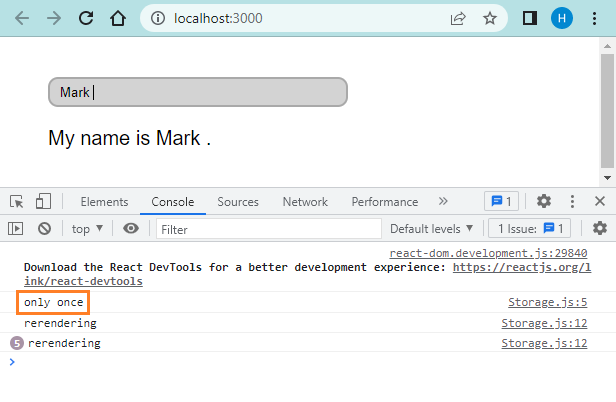 localhost:3000
H
Mark
My name is Mark .
Elements Console Sources Network Performance » 1
top ▾ Filter Default levels ▾ 1 Issue: 1
react-dom.development.js:29840
Download the React DevTools for a better development experience: https://reactjs.org/l
ink/react-devtools
only once Storage.js:5
rerendering Storage.js:12
5 rerendering Storage.js:12
>